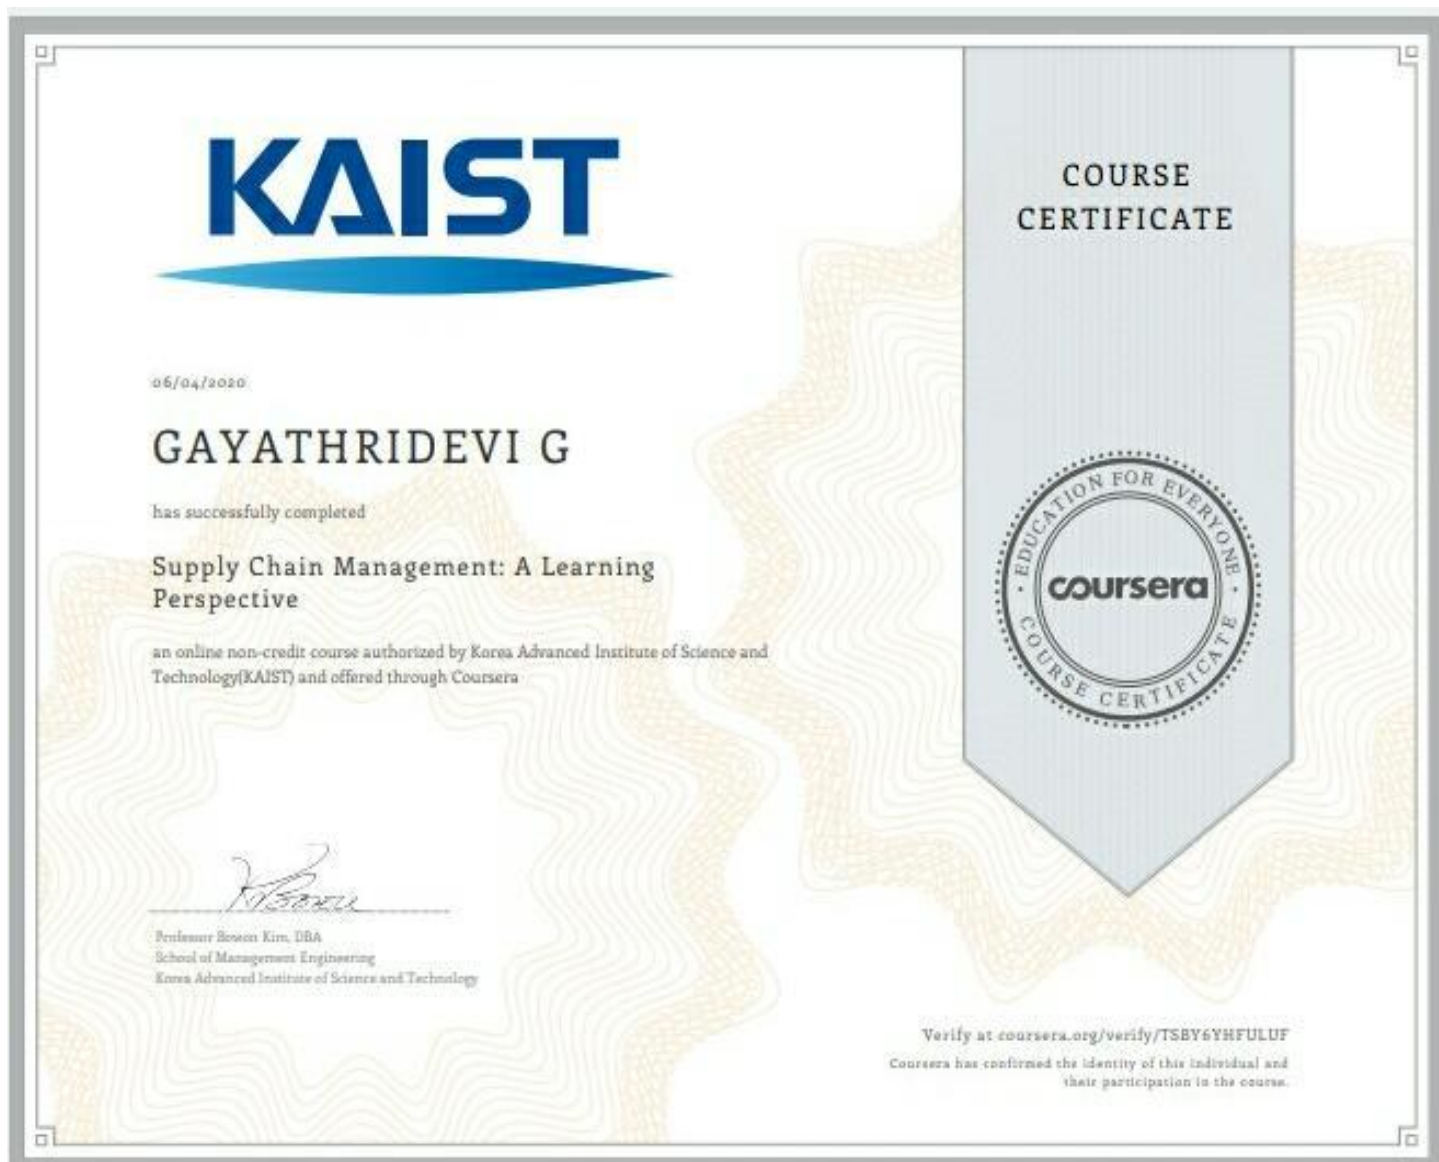 KAIST
06/04/2020
GAYATHRIDEVI G
has successfully completed
Supply Chain Management: A Learning
Perspective
an online non-credit course authorized by Korea Advanced Institute of Science and
Technology(KAIST) and offered through Coursera
Professor Bowon Kim, DBA
School of Management Engineering
Korea Advanced Institute of Science and Technology
COURSE
CERTIFICATE
EDUCATION FOR EVERYONE
coursera
COURSE CERTIFICATE
Verify at coursera.org/verify/TSBY6YHFULUF
Coursera has confirmed the identity of this individual and
their participation in the course.